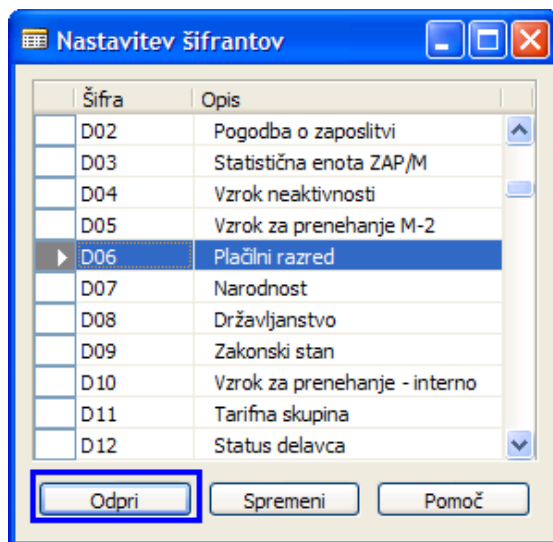 Nastavitev šifrantov
Šifra Opis
D02 Pogodba o zaposlitvi
D03 Statistična enota ZAP/M
D04 Vzrok neaktivnosti
D05 Vzrok za prenehanje M-2
D06 Plačilni razred
D07 Narodnost
D08 Državljanstvo
D09 Zakonski stan
D10 Vzrok za prenehanje - interno
D11 Tarifna skupina
D12 Status delavca
Odpri Spremeni Pomoč